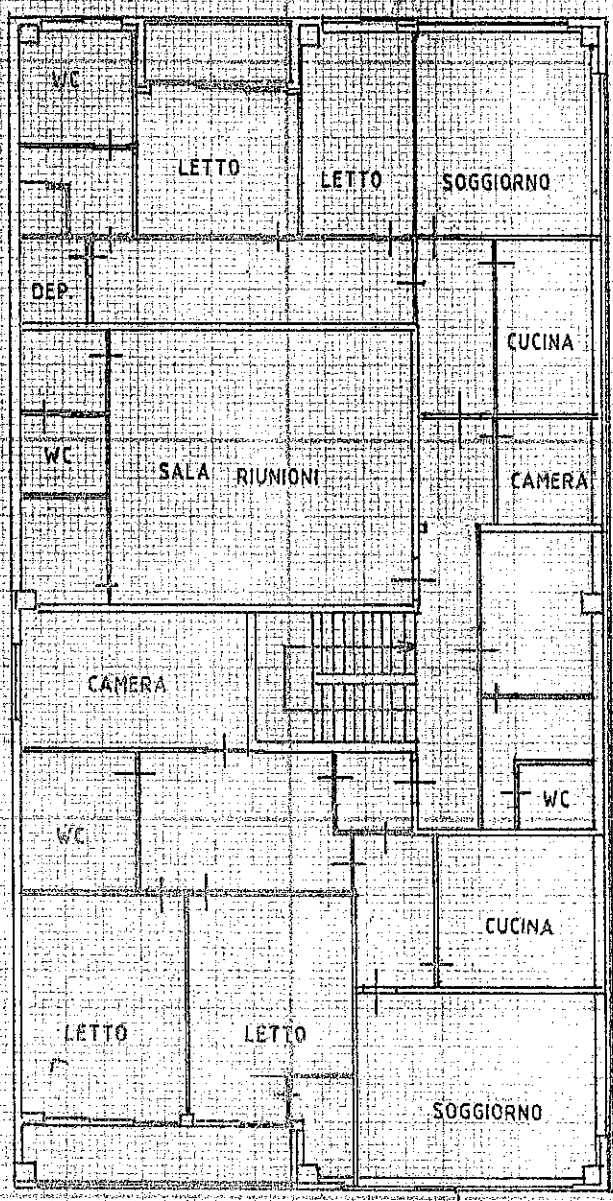 WC
LETTO
LETTO
SOGGIORNO
DEP.
CUCINA
WC
SALA RIUNIONI
CAMERA
CAMERA
WC
WC
CUCINA
LETTO
LETTO
SOGGIORNO